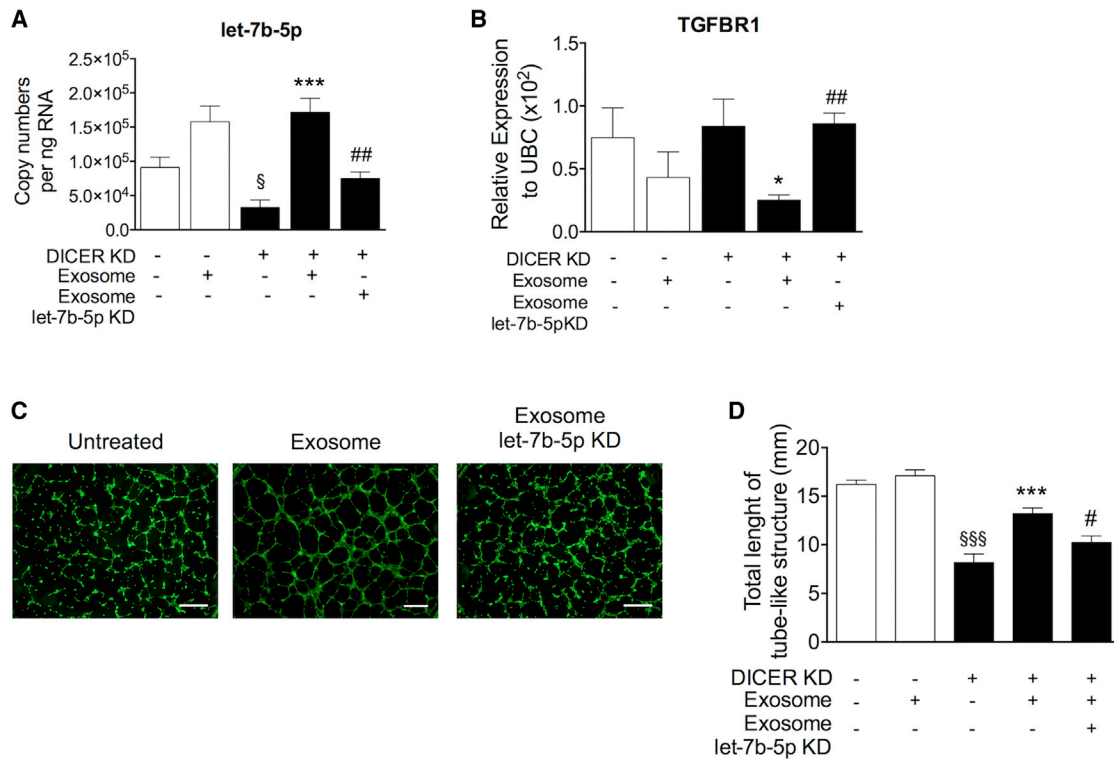 A
let-7b-5p
Copy numbers
per ng RNA
2.5×10⁵
2.0×10⁵
1.5×10⁵
1.0×10⁵
5.0×10⁴
0.0
§
***
##
DICER KD - - + + +
Exosome - + - + -
Exosome - - - - +
let-7b-5p KD
B
TGFBR1
Relative Expression
to UBC (x10²)
1.5
1.0
0.5
0.0
*
##
DICER KD - - + + +
Exosome - + - + -
Exosome - - - - +
let-7b-5pKD
C
Untreated
Exosome
Exosome
let-7b-5p KD
D
Total lenght of
tube-like structure (mm)
20
15
10
5
0
§§§
***
#
DICER KD - - + + +
Exosome - + - + +
Exosome - - - - +
let-7b-5p KD